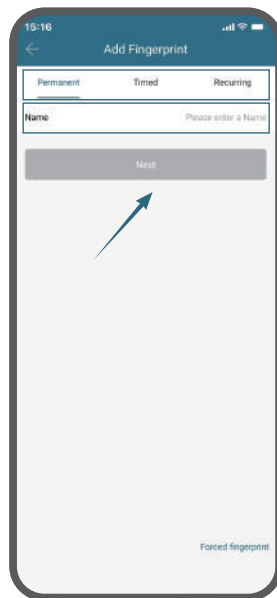 15:16
Add Fingerprint
Permanent Timed Recurring
Name Please enter a Name
Next
Forced fingerprint